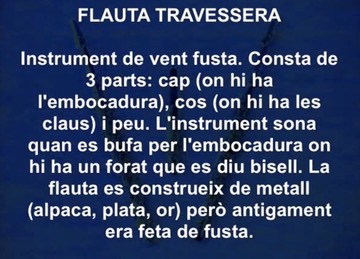 FLAUTA TRAVESSERA
Instrument de vent fusta. Consta de
3 parts: cap (on hi ha
l'embocadura), cos (on hi ha les
claus) i peu. L'instrument sona
quan es bufa per l'embocadura on
hi ha un forat que es diu bisell. La
flauta es construeix de metall
(alpaca, plata, or) però antigament
era feta de fusta.